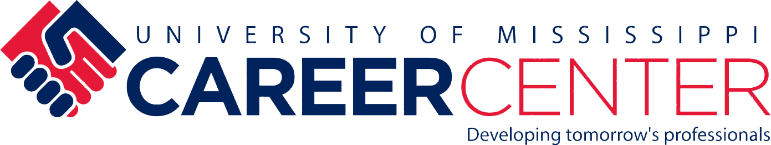 UNIVERSITY OF MISSISSIPPI
CAREERCENTER
Developing tomorrow's professionals